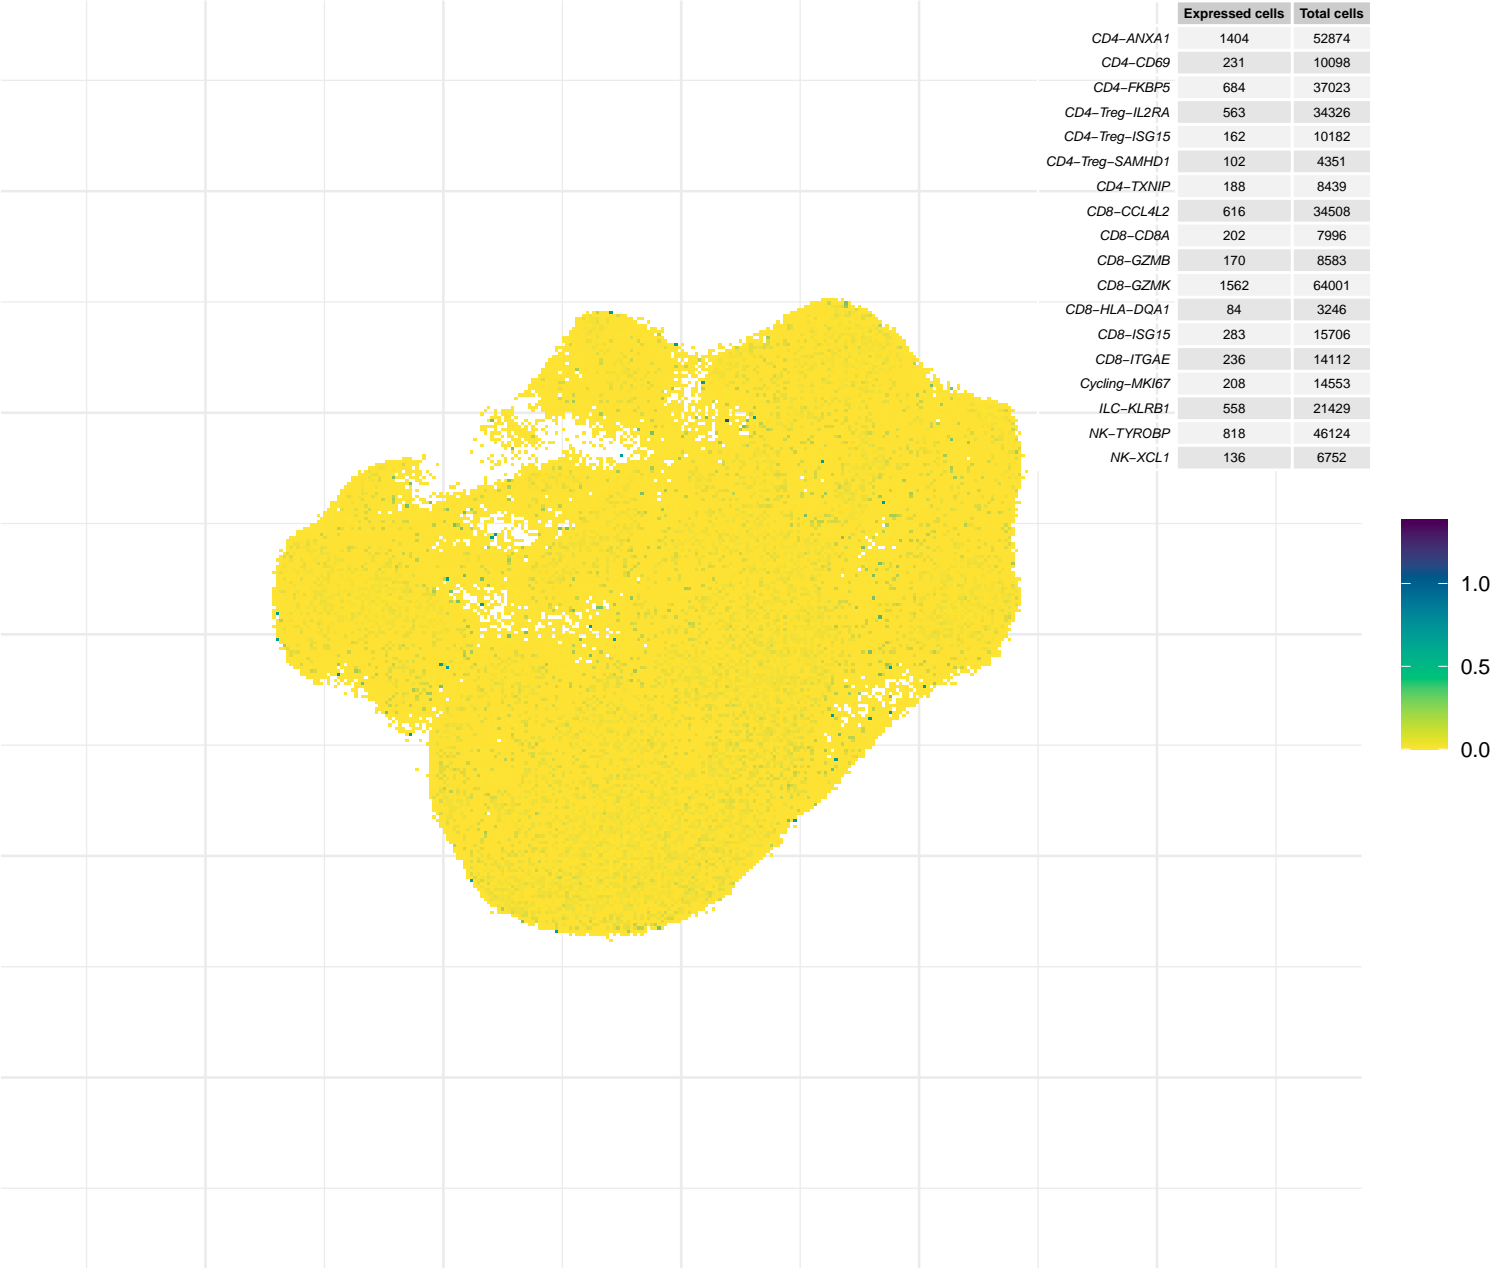 Expressed cells Total cells
CD4−ANXA1 1404 52874
CD4−CD69 231 10098
CD4−FKBP5 684 37023
CD4−Treg−IL2RA 563 34326
CD4−Treg−ISG15 162 10182
CD4−Treg−SAMHD1 102 4351
CD4−TXNIP 188 8439
CD8−CCL4L2 616 34508
CD8−CD8A 202 7996
CD8−GZMB 170 8583
CD8−GZMK 1562 64001
CD8−HLA−DQA1 84 3246
CD8−ISG15 283 15706
CD8−ITGAE 236 14112
Cycling−MKI67 208 14553
ILC−KLRB1 558 21429
NK−TYROBP 818 46124
NK−XCL1 136 6752
1.0
0.5
0.0